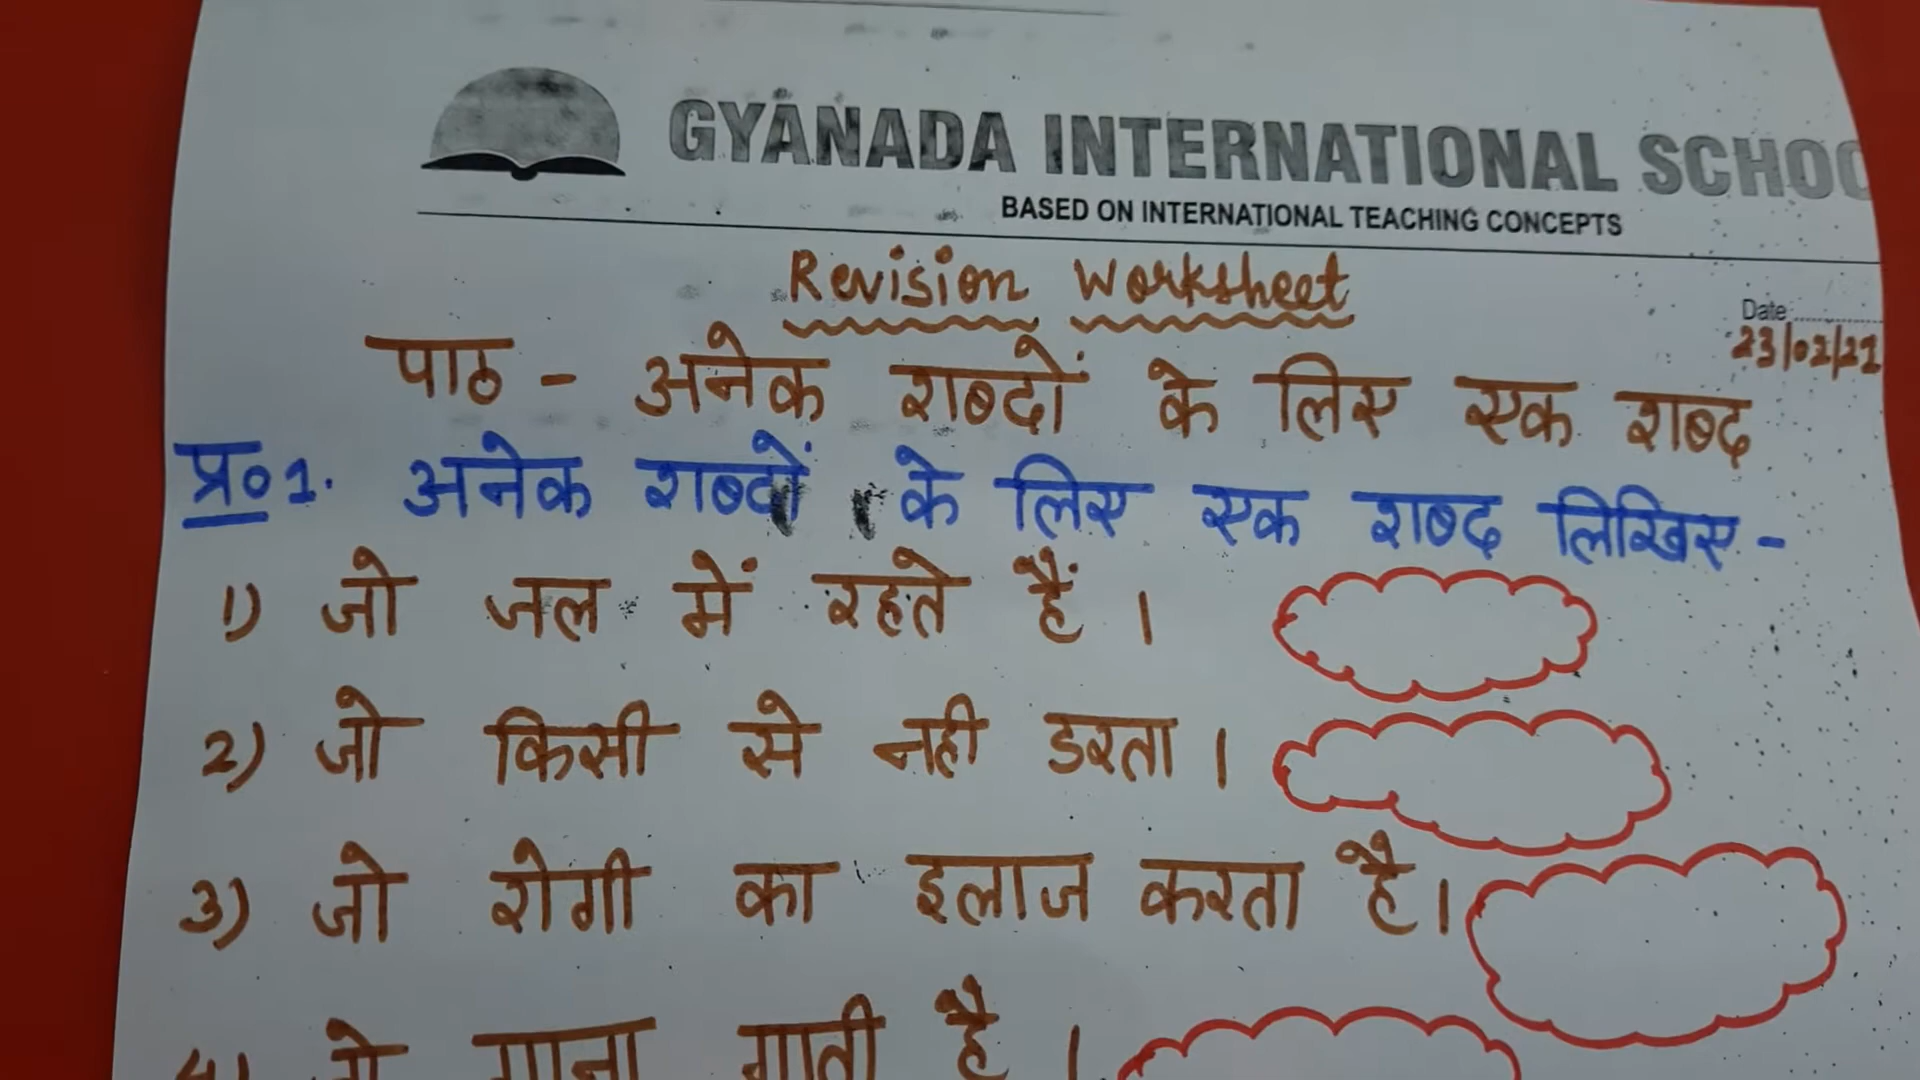 GYANADA INTERNATIONAL SCHOO
BASED ON INTERNATIONAL TEACHING CONCEPTS
Revision Worksheet
Date:
23/02/21
पाठ - अनेक शब्दों के लिए एक शब्द
प्र०1. अनेक शब्दों के लिए एक शब्द लिखिए -
1) जो जल में रहते हैं ।
2) जो किसी से नही डरता ।
3) जो रोगी का इलाज करता है ।
4) जो गाना गाती है ।